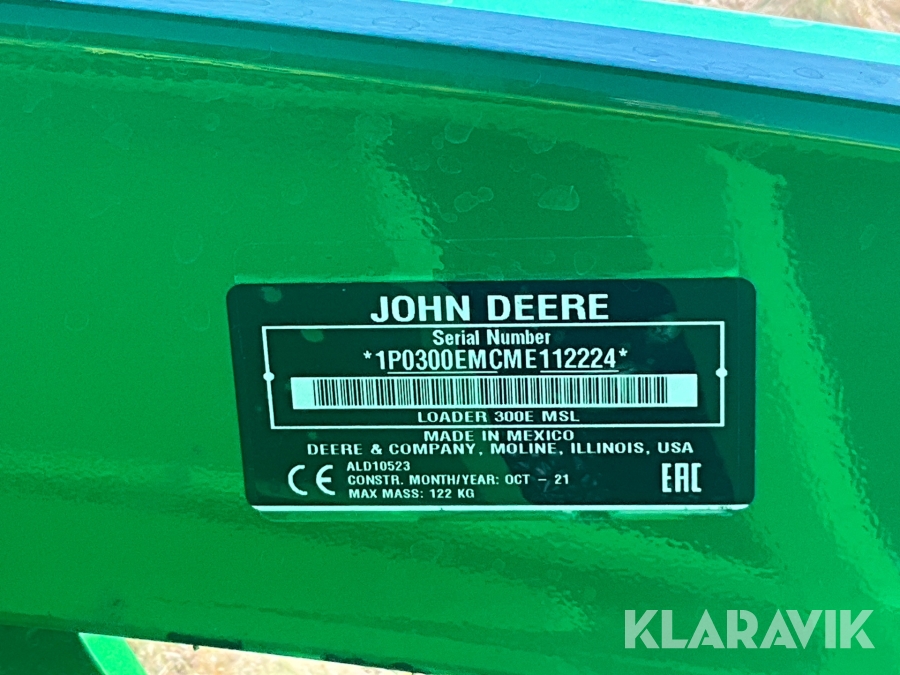 JOHN DEERE
Serial Number
*1P0300EMCME112224*
LOADER 300E MSL
MADE IN MEXICO
DEERE & COMPANY, MOLINE, ILLINOIS, USA
CE
ALD10523
CONSTR. MONTH/YEAR: OCT - 21
MAX MASS: 122 KG
EAC
KLARAVIK